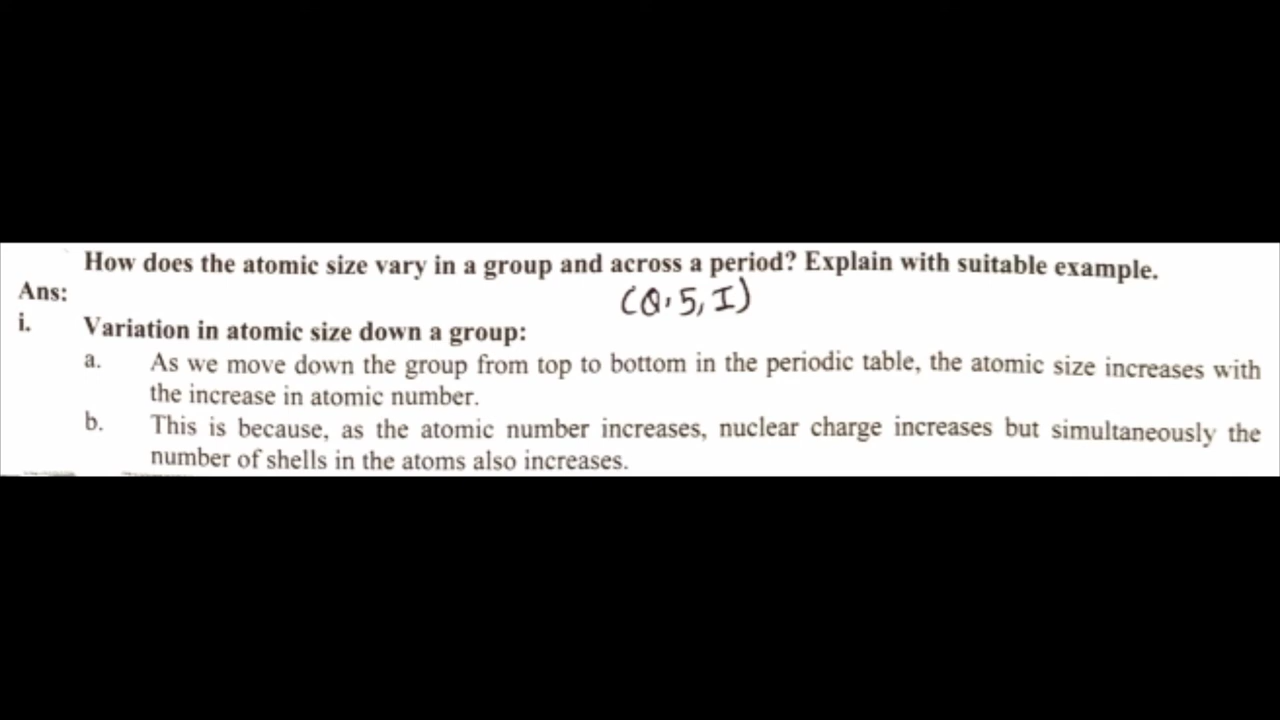 How does the atomic size vary in a group and across a period? Explain with suitable example.
Ans: (Q.5, I)
i. Variation in atomic size down a group:
a. As we move down the group from top to bottom in the periodic table, the atomic size increases with
the increase in atomic number.
b. This is because, as the atomic number increases, nuclear charge increases but simultaneously the
number of shells in the atoms also increases.